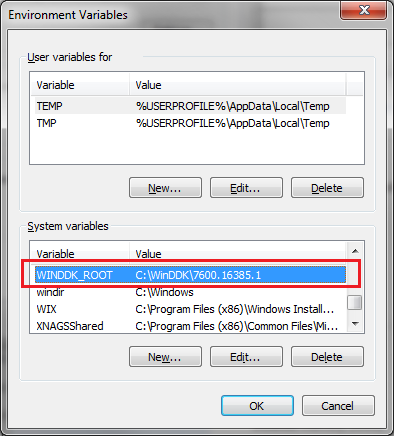 Environment Variables
User variables for
Variable Value
TEMP %USERPROFILE%\AppData\Local\Temp
TMP %USERPROFILE%\AppData\Local\Temp
New... Edit... Delete
System variables
Variable Value
WINDDK_ROOT C:\WinDDK\7600.16385.1
windir C:\Windows
WIX C:\Program Files (x86)\Windows Install...
XNAGSShared C:\Program Files (x86)\Common Files\Mi...
New... Edit... Delete
OK Cancel